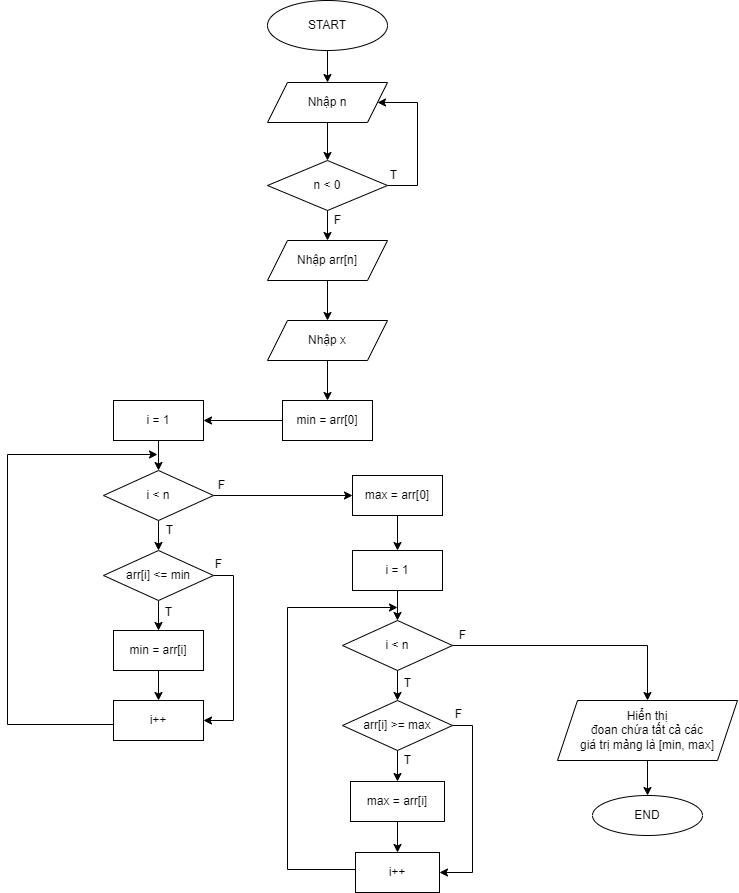 START
Nhập n
n < 0
T
F
Nhập arr[n]
Nhập x
min = arr[0]
i = 1
i < n
F
T
arr[i] <= min
F
T
min = arr[i]
i++
max = arr[0]
i = 1
i < n
F
T
arr[i] >= max
F
T
max = arr[i]
i++
Hiển thị
đoan chứa tất cả các
giá trị mảng là [min, max]
END